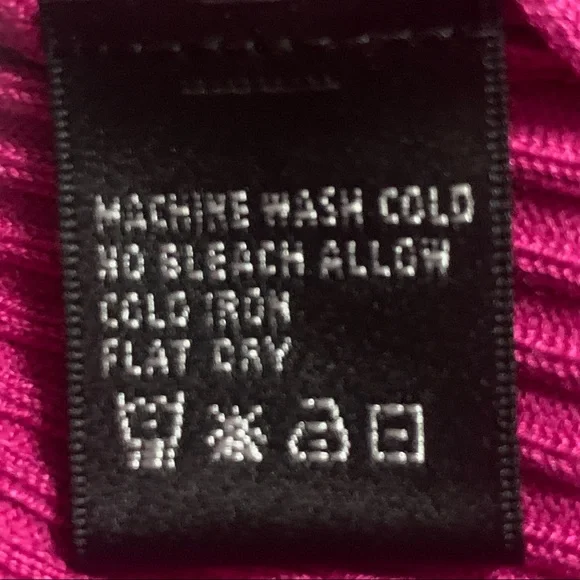 MACHINE WASH COLD
NO BLEACH ALLOW
COLD IRON
FLAT DRY